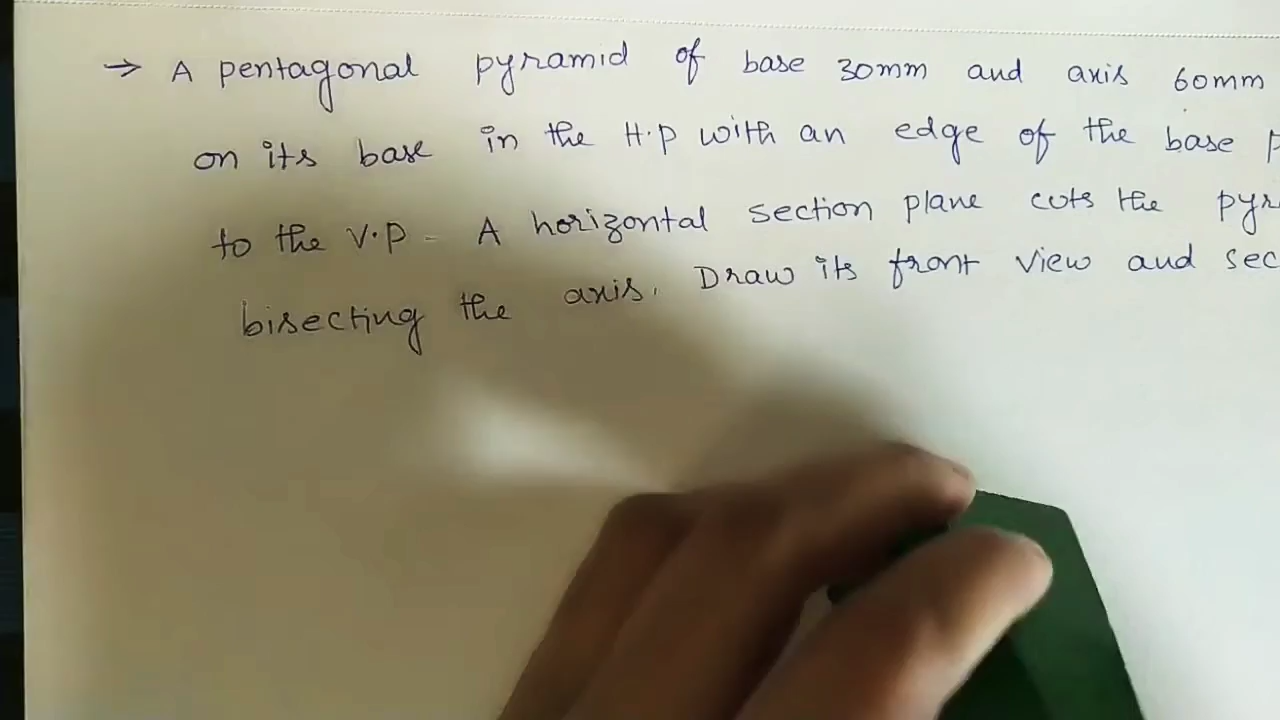 → A pentagonal pyramid of base 30mm and axis 60mm
on its base in the H.P with an edge of the base
to the V.P - A horizontal section plane cuts the
bisecting the axis. Draw its front view and